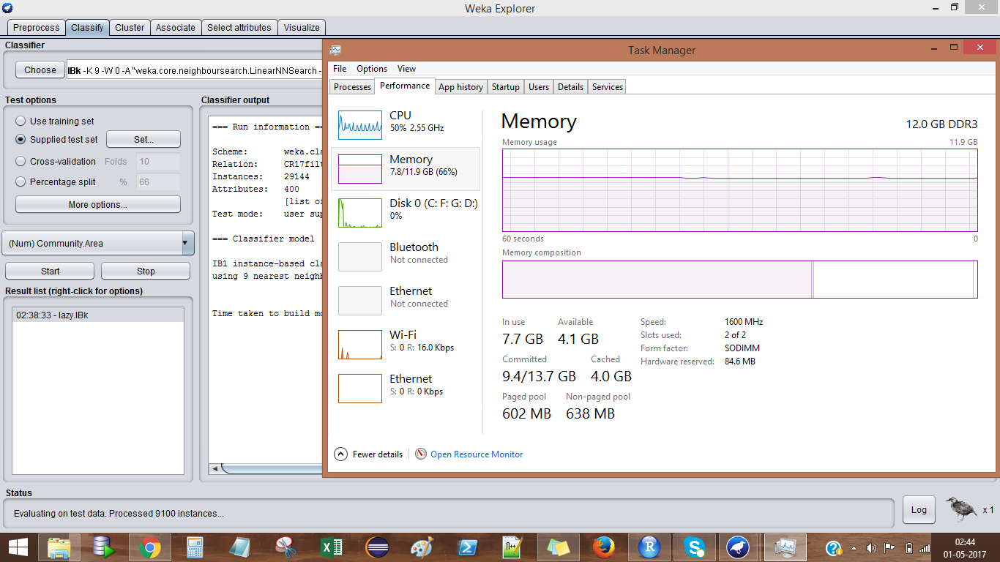 Weka Explorer
Preprocess Classify Cluster Associate Select attributes Visualize
Classifier
Choose IBk -K 9 -W 0 -A "weka.core.neighboursearch.LinearNNSearch -
Test options
Use training set
Supplied test set Set...
Cross-validation Folds 10
Percentage split % 66
More options...
(Num) Community.Area
Start Stop
Result list (right-click for options)
02:38:33 - lazy.IBk
Classifier output
=== Run information =
Scheme: weka.cla
Relation: CR17filt
Instances: 29144
Attributes: 400
[list of
Test mode: user sup
=== Classifier model
IB1 instance-based cla
using 9 nearest neighb
Time taken to build mo
Task Manager
File Options View
Processes Performance App history Startup Users Details Services
CPU
50% 2.55 GHz
Memory
7.8/11.9 GB (66%)
Disk 0 (C: F: G: D:)
0%
Bluetooth
Not connected
Ethernet
Not connected
Wi-Fi
S: 0 R: 16.0 Kbps
Ethernet
S: 0 R: 0 Kbps
Memory 12.0 GB DDR3
Memory usage 11.9 GB
60 seconds 0
Memory composition
In use Available
7.7 GB 4.1 GB
Committed Cached
9.4/13.7 GB 4.0 GB
Paged pool Non-paged pool
602 MB 638 MB
Speed: 1600 MHz
Slots used: 2 of 2
Form factor: SODIMM
Hardware reserved: 84.6 MB
Fewer details Open Resource Monitor
Status
Evaluating on test data. Processed 9100 instances...
Log x 1
02:44
01-05-2017